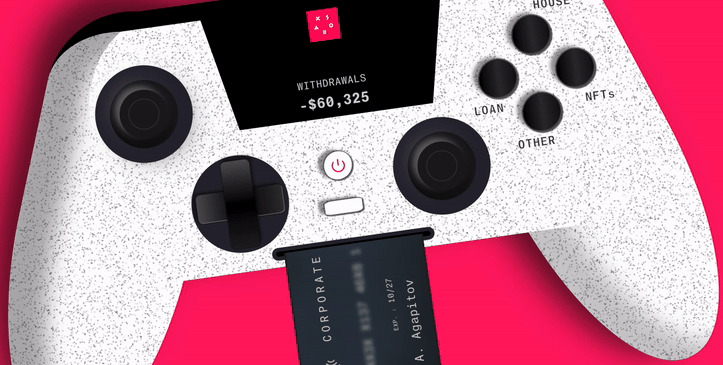 HOUSE
WITHDRAWALS
-$60,325
LOAN
NFTs
OTHER
CORPORATE
EXP.: 10/27
A. Agapitov